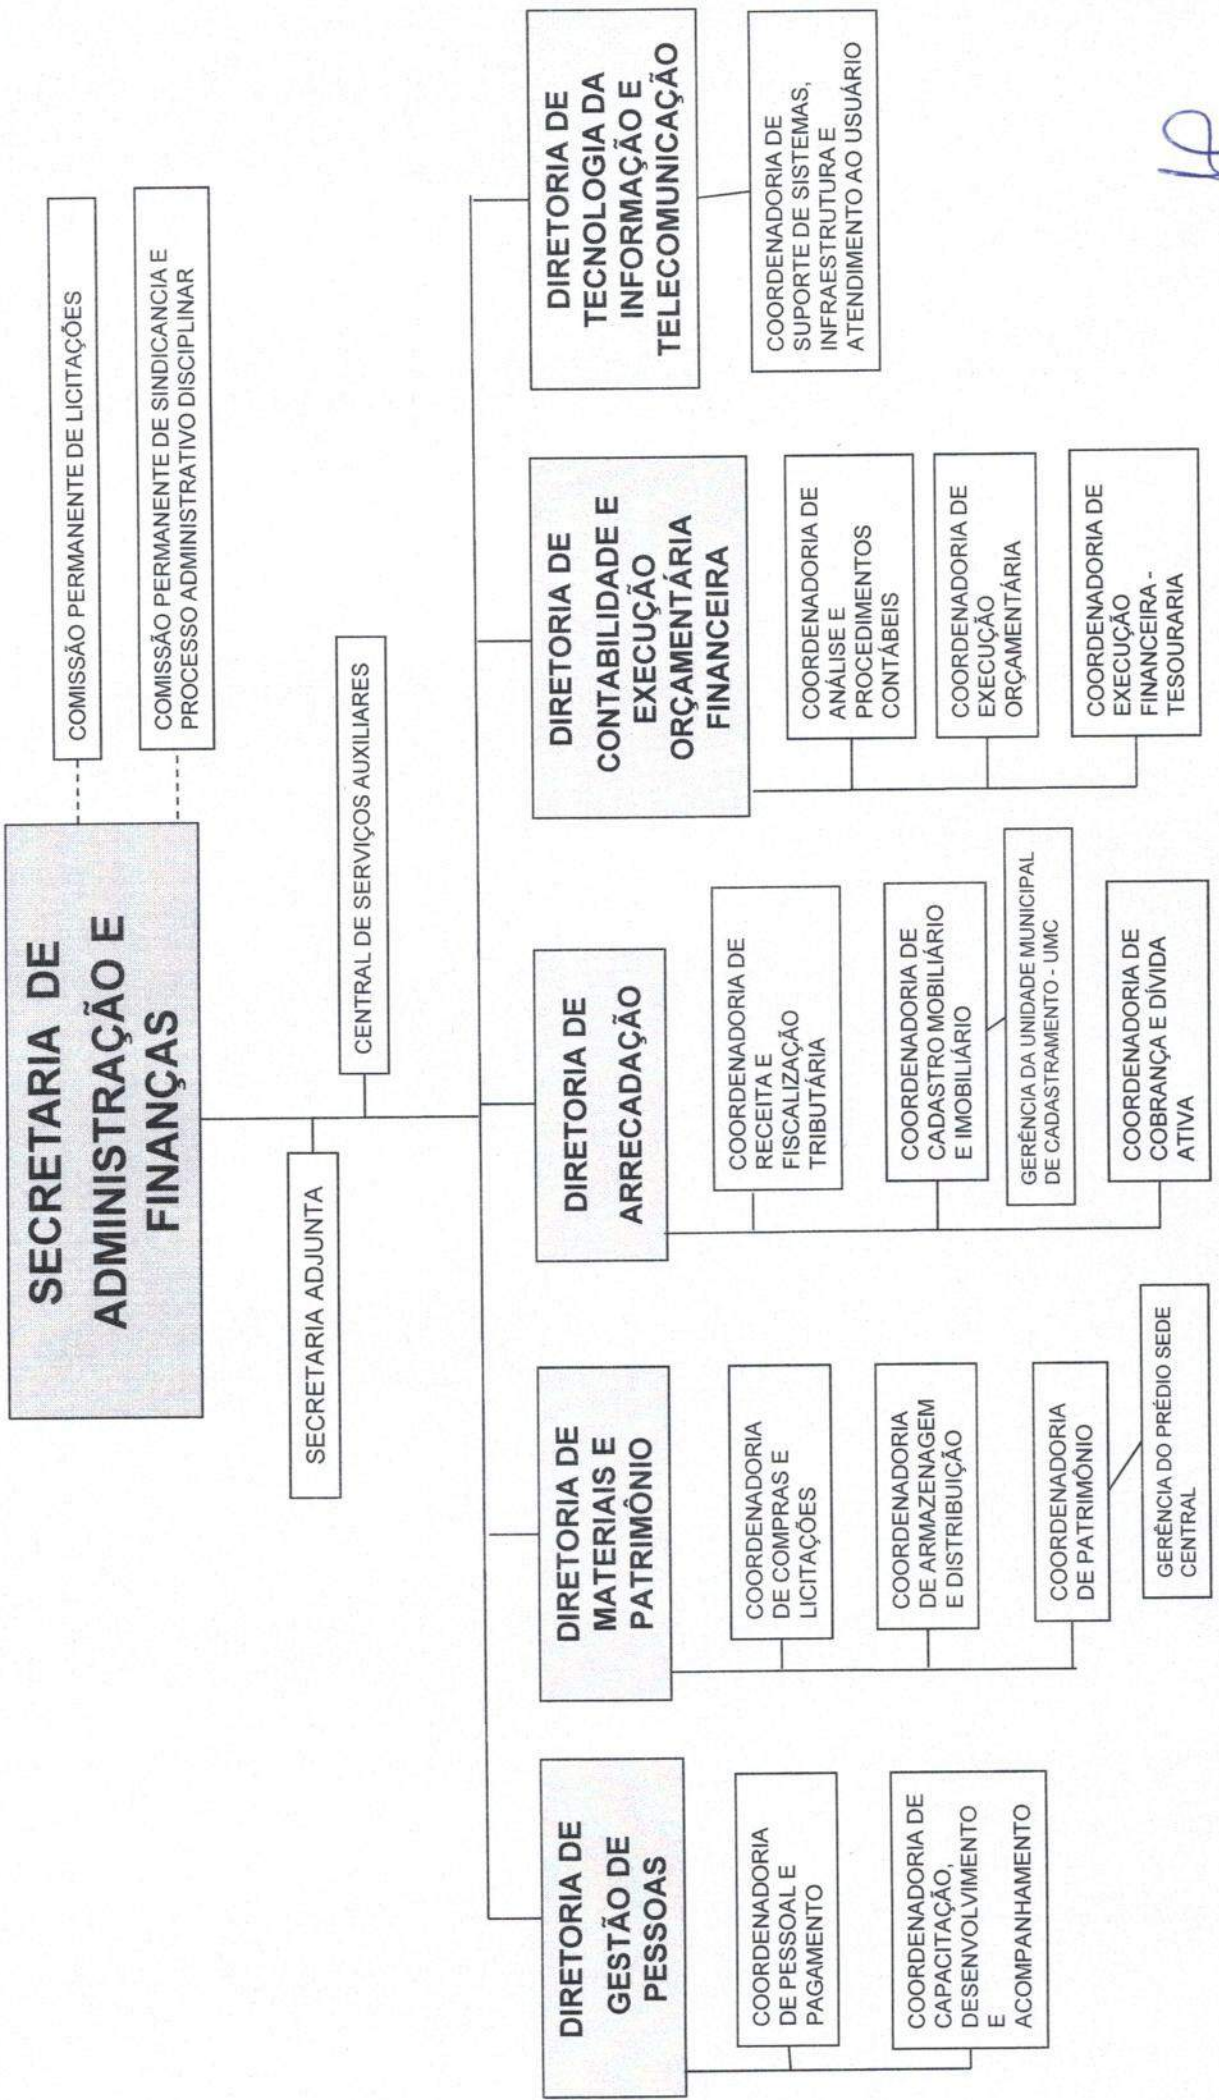 SECRETARIA DE
ADMINISTRAÇÃO E
FINANÇAS
COMISSÃO PERMANENTE DE LICITAÇÕES
COMISSÃO PERMANENTE DE SINDICANCIA E
PROCESSO ADMINISTRATIVO DISCIPLINAR
SECRETARIA ADJUNTA
CENTRAL DE SERVIÇOS AUXILIARES
DIRETORIA DE
GESTÃO DE
PESSOAS
COORDENADORIA
DE PESSOAL E
PAGAMENTO
COORDENADORIA DE
CAPACITAÇÃO,
DESENVOLVIMENTO
E
ACOMPANHAMENTO
DIRETORIA DE
MATERIAIS E
PATRIMÔNIO
COORDENADORIA
DE COMPRAS E
LICITAÇÕES
COORDENADORIA
DE ARMAZENAGEM
E DISTRIBUIÇÃO
COORDENADORIA
DE PATRIMÔNIO
GERÊNCIA DO PRÉDIO SEDE
CENTRAL
DIRETORIA DE
ARRECADAÇÃO
COORDENADORIA DE
RECEITA E
FISCALIZAÇÃO
TRIBUTÁRIA
COORDENADORIA DE
CADASTRO MOBILIÁRIO
E IMOBILIÁRIO
GERÊNCIA DA UNIDADE MUNICIPAL
DE CADASTRAMENTO - UMC
COORDENADORIA DE
COBRANÇA E DÍVIDA
ATIVA
DIRETORIA DE
CONTABILIDADE E
EXECUÇÃO
ORÇAMENTÁRIA
FINANCEIRA
COORDENADORIA DE
ANÁLISE E
PROCEDIMENTOS
CONTÁBEIS
COORDENADORIA DE
EXECUÇÃO
ORÇAMENTÁRIA
COORDENADORIA DE
EXECUÇÃO
FINANCEIRA -
TESOURARIA
DIRETORIA DE
TECNOLOGIA DA
INFORMAÇÃO E
TELECOMUNICAÇÃO
COORDENADORIA DE
SUPORTE DE SISTEMAS,
INFRAESTRUTURA E
ATENDIMENTO AO USUÁRIO